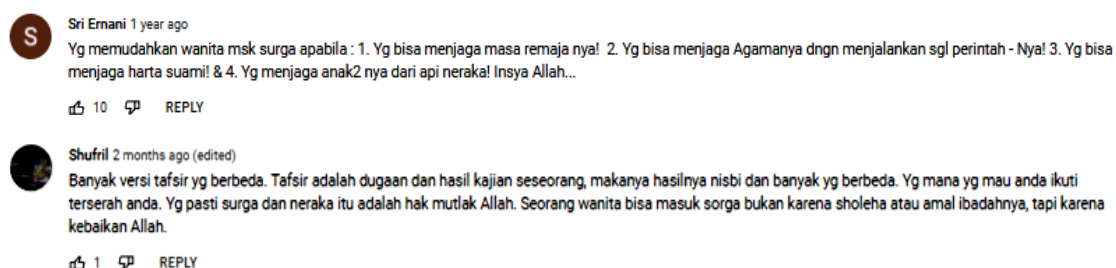 S
Sri Ernani 1 year ago
Yg memudahkan wanita msk surga apabila : 1. Yg bisa menjaga masa remaja nya! 2. Yg bisa menjaga Agamanya dngn menjalankan sgl perintah - Nya! 3. Yg bisa
menjaga harta suami! & 4. Yg menjaga anak2 nya dari api neraka! Insya Allah...
10 REPLY
Shufril 2 months ago (edited)
Banyak versi tafsir yg berbeda. Tafsir adalah dugaan dan hasil kajian seseorang, makanya hasilnya nisbi dan banyak yg berbeda. Yg mana yg mau anda ikuti
terserah anda. Yg pasti surga dan neraka itu adalah hak mutlak Allah. Seorang wanita bisa masuk sorga bukan karena sholeha atau amal ibadahnya, tapi karena
kebaikan Allah.
1 REPLY